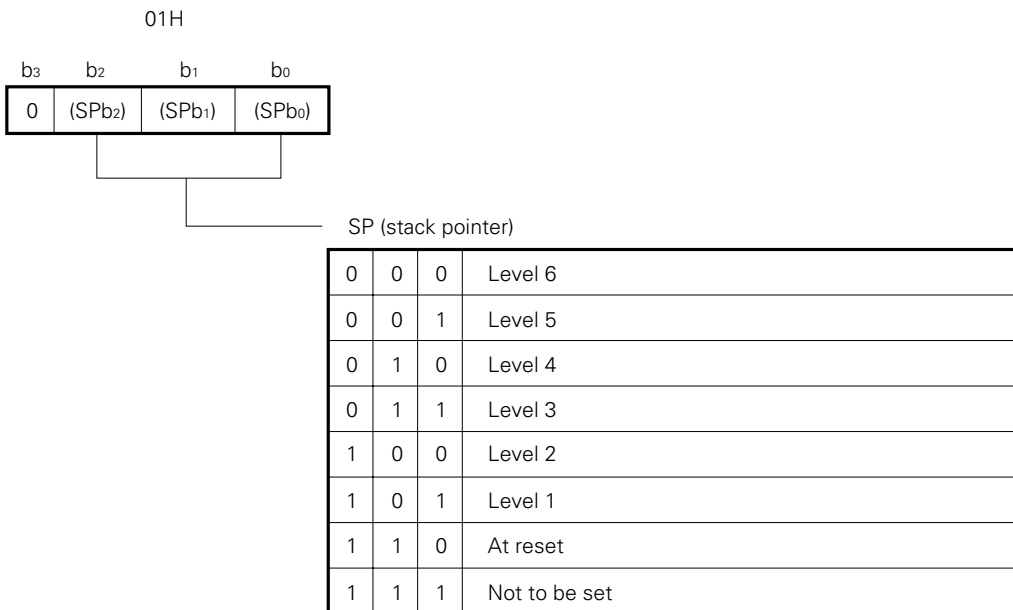 01H
b3 b2 b1 b0
0 (SPb2) (SPb1) (SPb0)
SP (stack pointer)
0 0 0 Level 6
0 0 1 Level 5
0 1 0 Level 4
0 1 1 Level 3
1 0 0 Level 2
1 0 1 Level 1
1 1 0 At reset
1 1 1 Not to be set